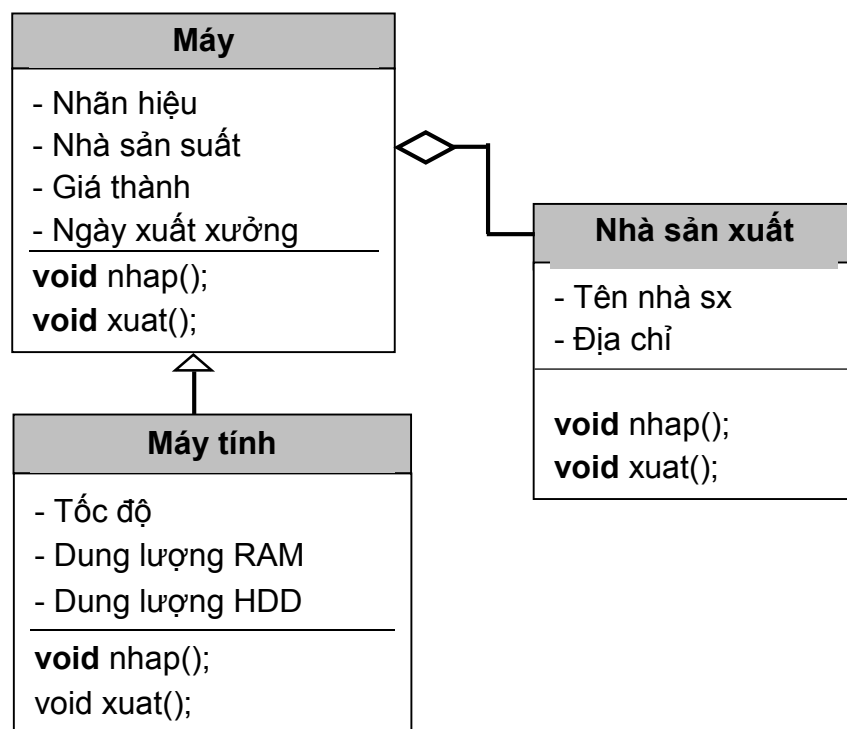 Máy
- Nhãn hiệu
- Nhà sản suất
- Giá thành
- Ngày xuất xưởng
void nhap();
void xuat();
Nhà sản xuất
- Tên nhà sx
- Địa chỉ
void nhap();
void xuat();
Máy tính
- Tốc độ
- Dung lượng RAM
- Dung lượng HDD
void nhap();
void xuat();